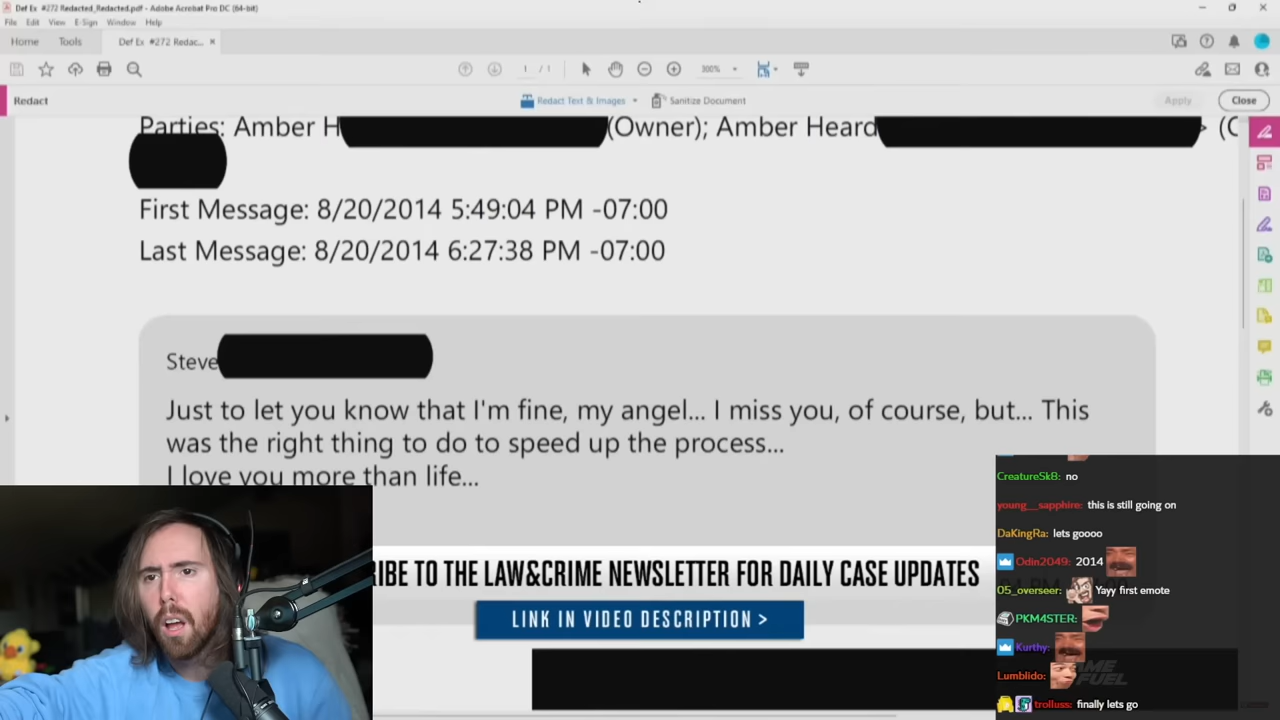 Def Ex #272 Redacted_Redacted.pdf - Adobe Acrobat Pro DC (64-bit)
File Edit View E-Sign Window Help
Home Tools Def Ex #272 Redac... ×
1 / 1 300%
Redact Redact Text & Images Sanitize Document Apply Close
Parties: Amber H (Owner); Amber Heard > (O
First Message: 8/20/2014 5:49:04 PM -07:00
Last Message: 8/20/2014 6:27:38 PM -07:00
Steve
Just to let you know that I'm fine, my angel... I miss you, of course, but... This
was the right thing to do to speed up the process...
I love you more than life...
RIBE TO THE LAW&CRIME NEWSLETTER FOR DAILY CASE UPDATES
LINK IN VIDEO DESCRIPTION >
CreatureSk8: no
young__sapphire: this is still going on
DaKingRa: lets goooo
Odin2049: 2014
05_overseer: Yayy first emote
PKM4STER:
Kurthy:
Lumblido:
trolluss: finally lets go